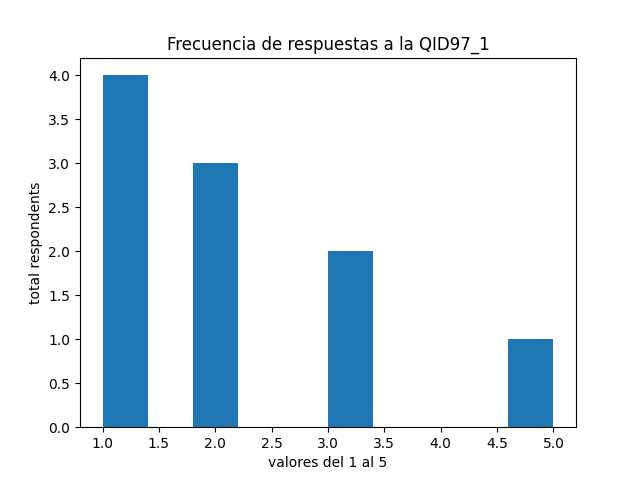 Frecuencia de respuestas a la QID97_1
total respondents
4.0
3.5
3.0
2.5
2.0
1.5
1.0
0.5
0.0
1.0 1.5 2.0 2.5 3.0 3.5 4.0 4.5 5.0
valores del 1 al 5